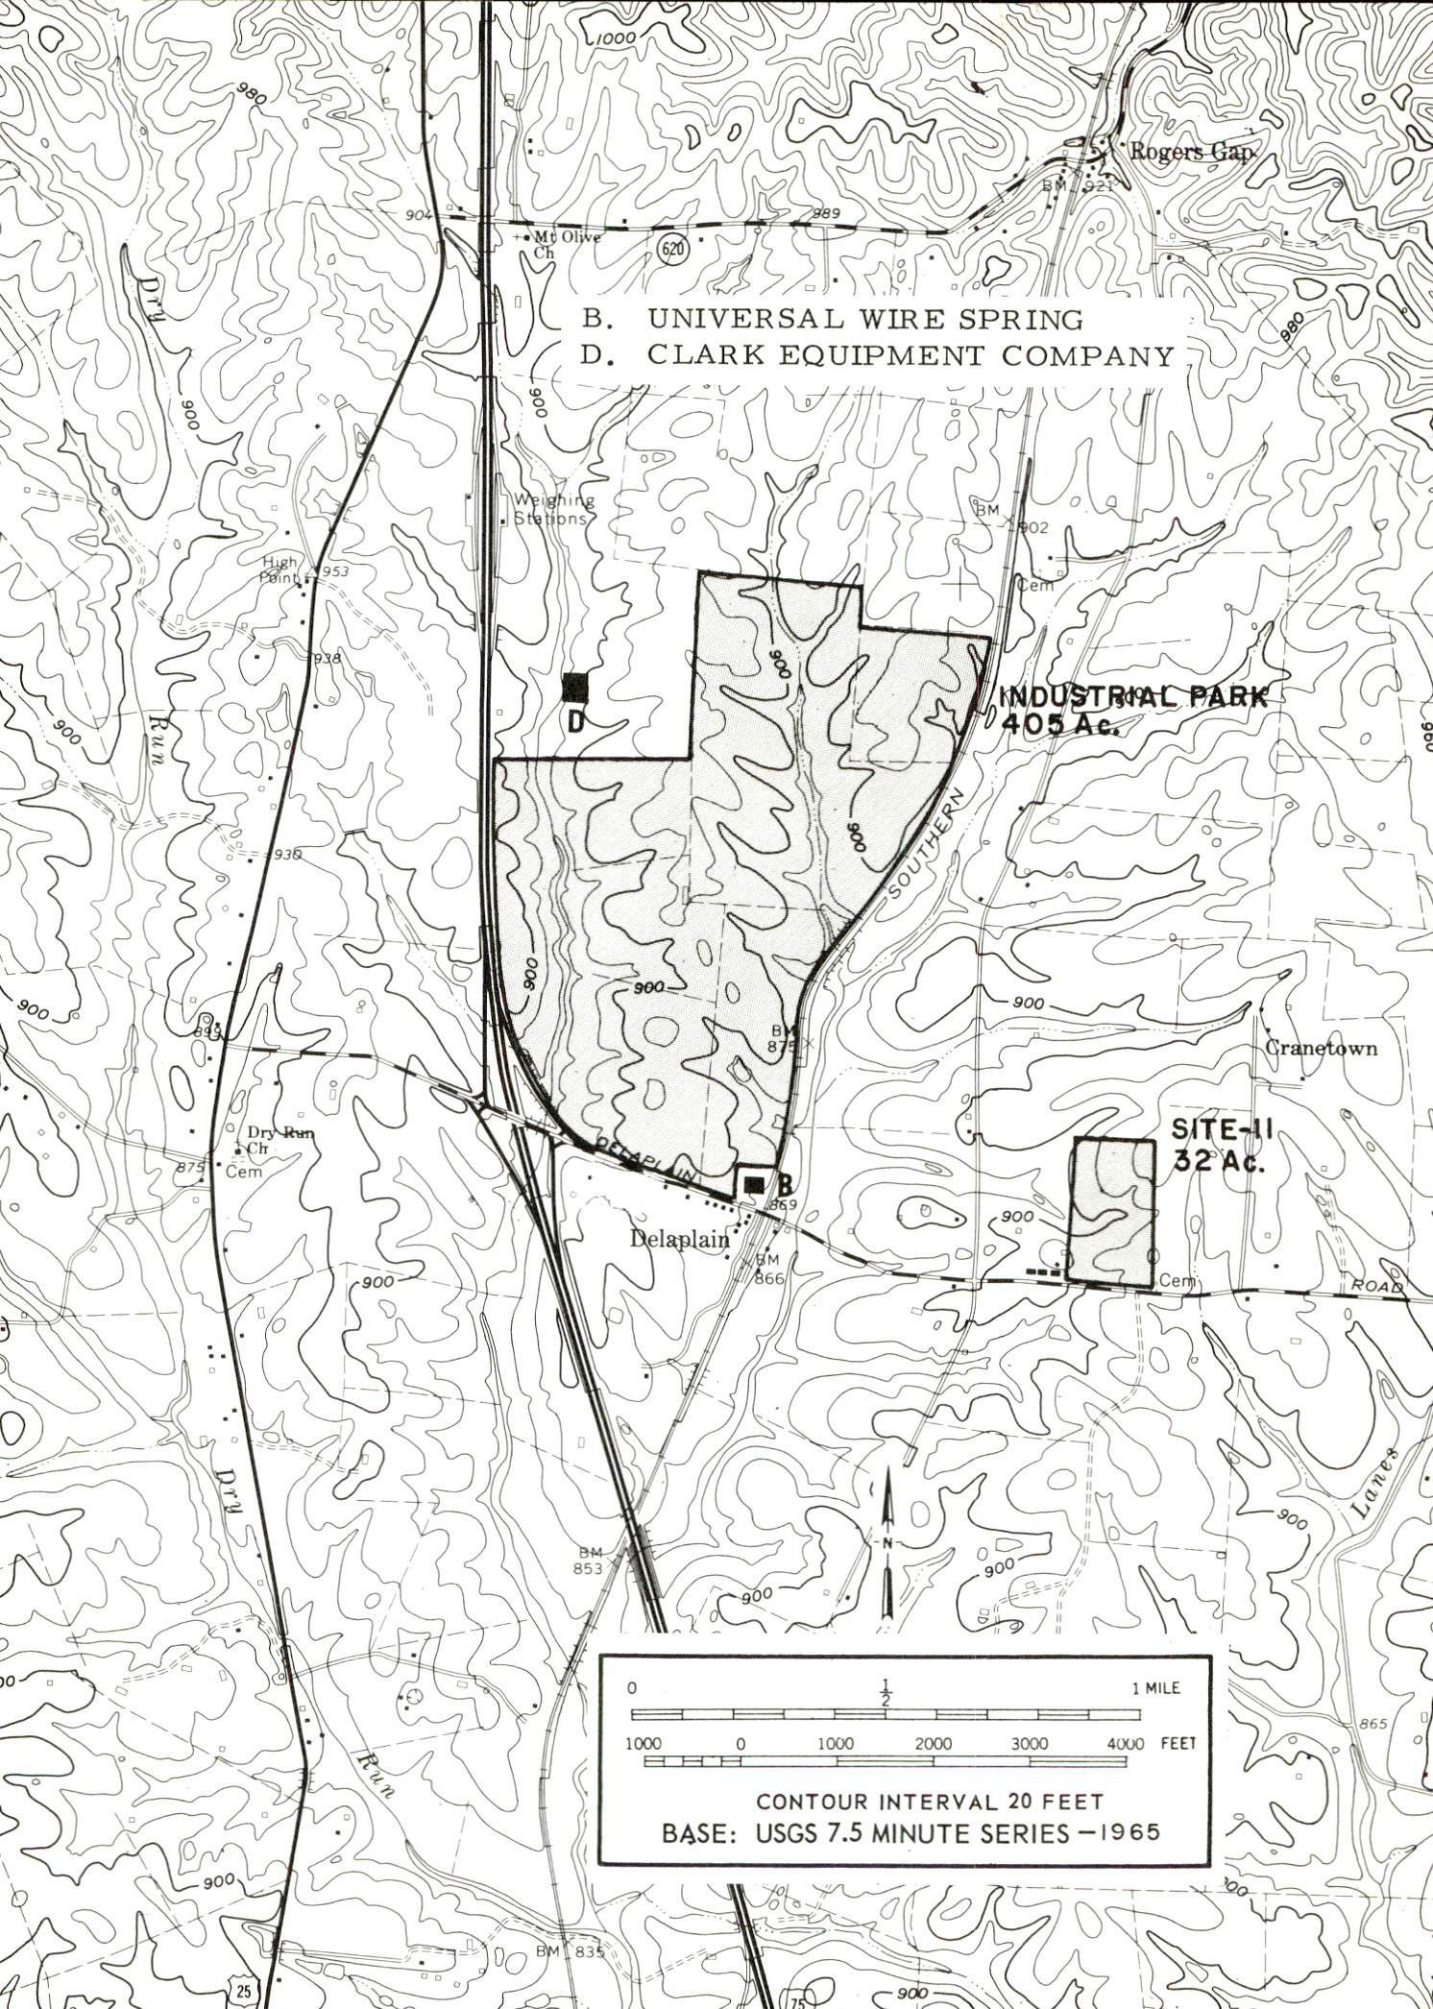 1000
980
Rogers Gap
BM 921
904
989
Mt Olive
Ch
620
Dry
B. UNIVERSAL WIRE SPRING
D. CLARK EQUIPMENT COMPANY
980
900
900
Weighing
Stations
BM
902
High
Point
953
Cem
938
900
D
INDUSTRIAL PARK
405 Ac.
900
Run
960
SOUTHERN
900
930
900
900
900
900
899
BM
875
Cranetown
Dry Run
Ch
875
Cem
DELAPLAIN
SITE-11
32 Ac.
B
869
900
Delaplain
BM
866
900
Cem
ROAD
Dry
Lanes
900
N
BM
853
900
900
0 1/2 1 MILE
1000 0 1000 2000 3000 4000 FEET
865
CONTOUR INTERVAL 20 FEET
BASE: USGS 7.5 MINUTE SERIES —1965
Run
900
BM 835
25
75
900